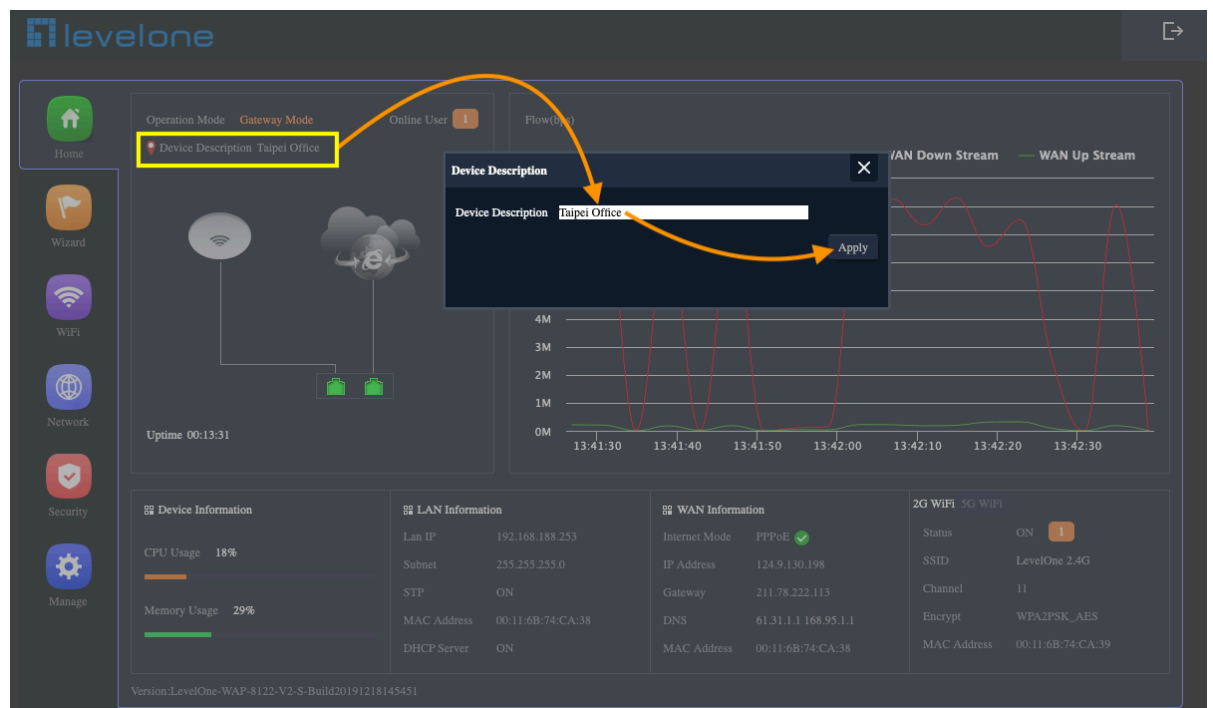 levelone
Home
Wizard
WiFi
Network
Security
Manage
Operation Mode Gateway Mode Online User 1
Device Description Taipei Office
Uptime 00:13:31
Device Description
Device Description Taipei Office
Apply
WAN Up Stream
4M
3M
2M
1M
0M
13:41:30 13:41:40 13:41:50 13:42:00 13:42:10 13:42:20 13:42:30
Device Information
CPU Usage 18%
Memory Usage 29%
LAN Information
Lan IP 192.168.188.253
Subnet 255.255.255.0
STP ON
MAC Address 00:11:6B:74:CA:38
DHCP Server ON
WAN Information
Internet Mode PPPoE
IP Address 124.9.130.198
Gateway 211.78.222.113
DNS 61.31.1.1 168.95.1.1
MAC Address 00:11:6B:74:CA:38
2G WiFi 5G WiFi
Status ON 1
SSID LevelOne 2.4G
Channel 11
Encrypt WPA2PSK_AES
MAC Address 00:11:6B:74:CA:39
Version:LevelOne-WAP-8122-V2-S-Build20191218145451